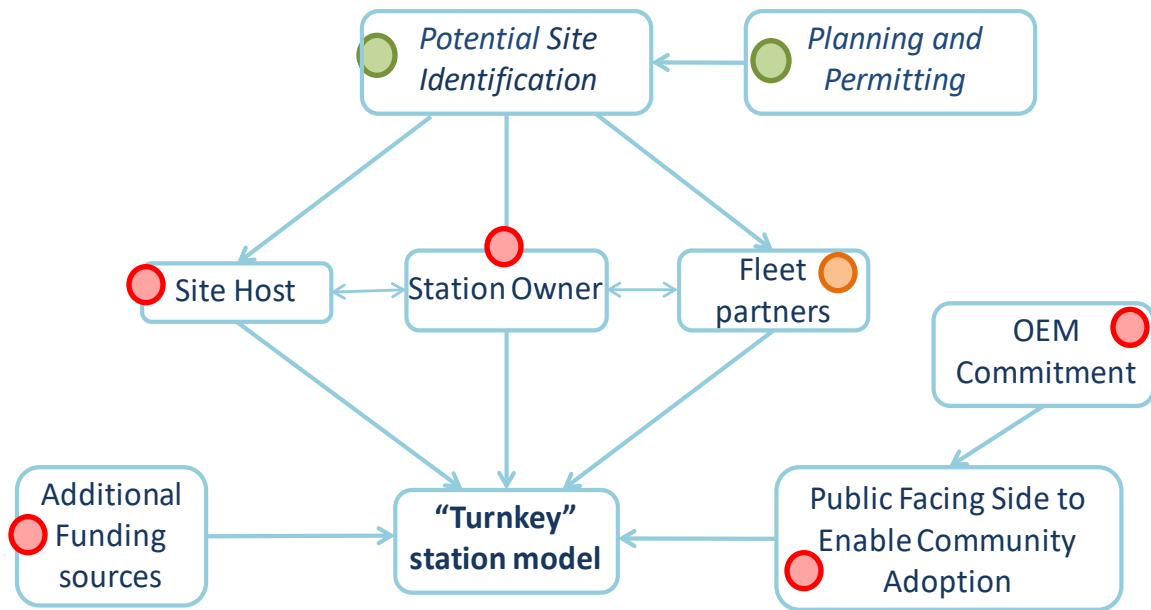 Potential Site
Identification
Planning and
Permitting
Site Host
Station Owner
Fleet
partners
OEM
Commitment
Additional
Funding
sources
“Turnkey”
station model
Public Facing Side to
Enable Community
Adoption